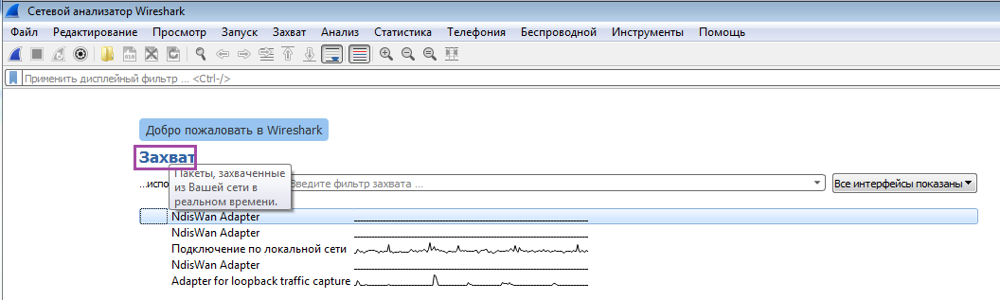 Сетевой анализатор Wireshark
Файл Редактирование Просмотр Запуск Захват Анализ Статистика Телефония Беспроводной Инструменты Помощь
Применить дисплейный фильтр ... <Ctrl-/>
Добро пожаловать в Wireshark
Захват
Пакеты, захваченные
из Вашей сети в
реальном времени.
...испо
Введите фильтр захвата ...
Все интерфейсы показаны
NdisWan Adapter
NdisWan Adapter
Подключение по локальной сети
NdisWan Adapter
Adapter for loopback traffic capture